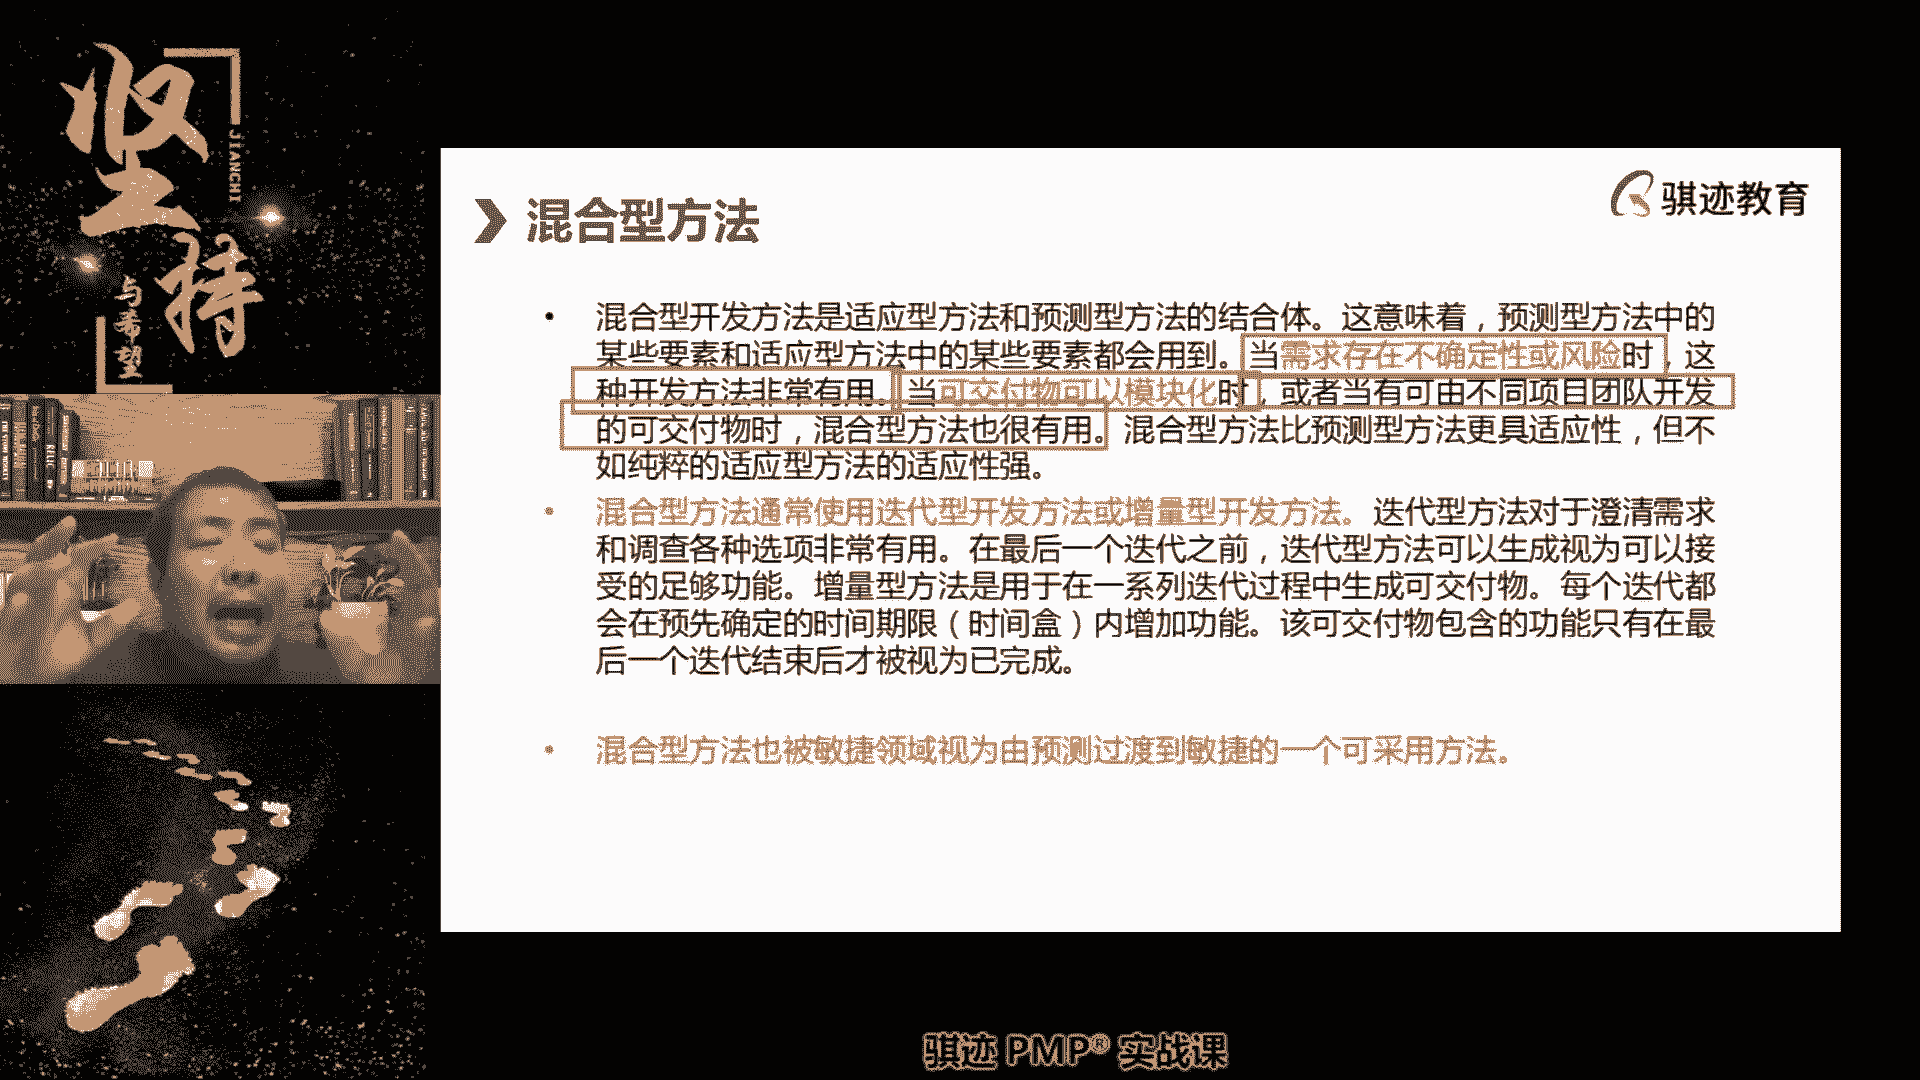 坚持
JIANCHI
与希望
骐迹教育
混合型方法
• 混合型开发方法是适应型方法和预测型方法的结合体。这意味着，预测型方法中的
某些要素和适应型方法中的某些要素都会用到。当需求存在不确定性或风险时，这
种开发方法非常有用。当可交付物可以模块化时，或者当有可由不同项目团队开发
的可交付物时，混合型方法也很有用。混合型方法比预测型方法更具适应性，但不
如纯粹的适应型方法的适应性强。
• 混合型方法通常使用迭代型开发方法或增量型开发方法。迭代型方法对于澄清需求
和调查各种选项非常有用。在最后一个迭代之前，迭代型方法可以生成视为可以接
受的足够功能。增量型方法是用于在一系列迭代过程中生成可交付物。每个迭代都
会在预先确定的时间期限（时间盒）内增加功能。该可交付物包含的功能只有在最
后一个迭代结束后才被视为已完成。
• 混合型方法也被敏捷领域视为由预测过渡到敏捷的一个可采用方法。
骐迹 PMP® 实战课